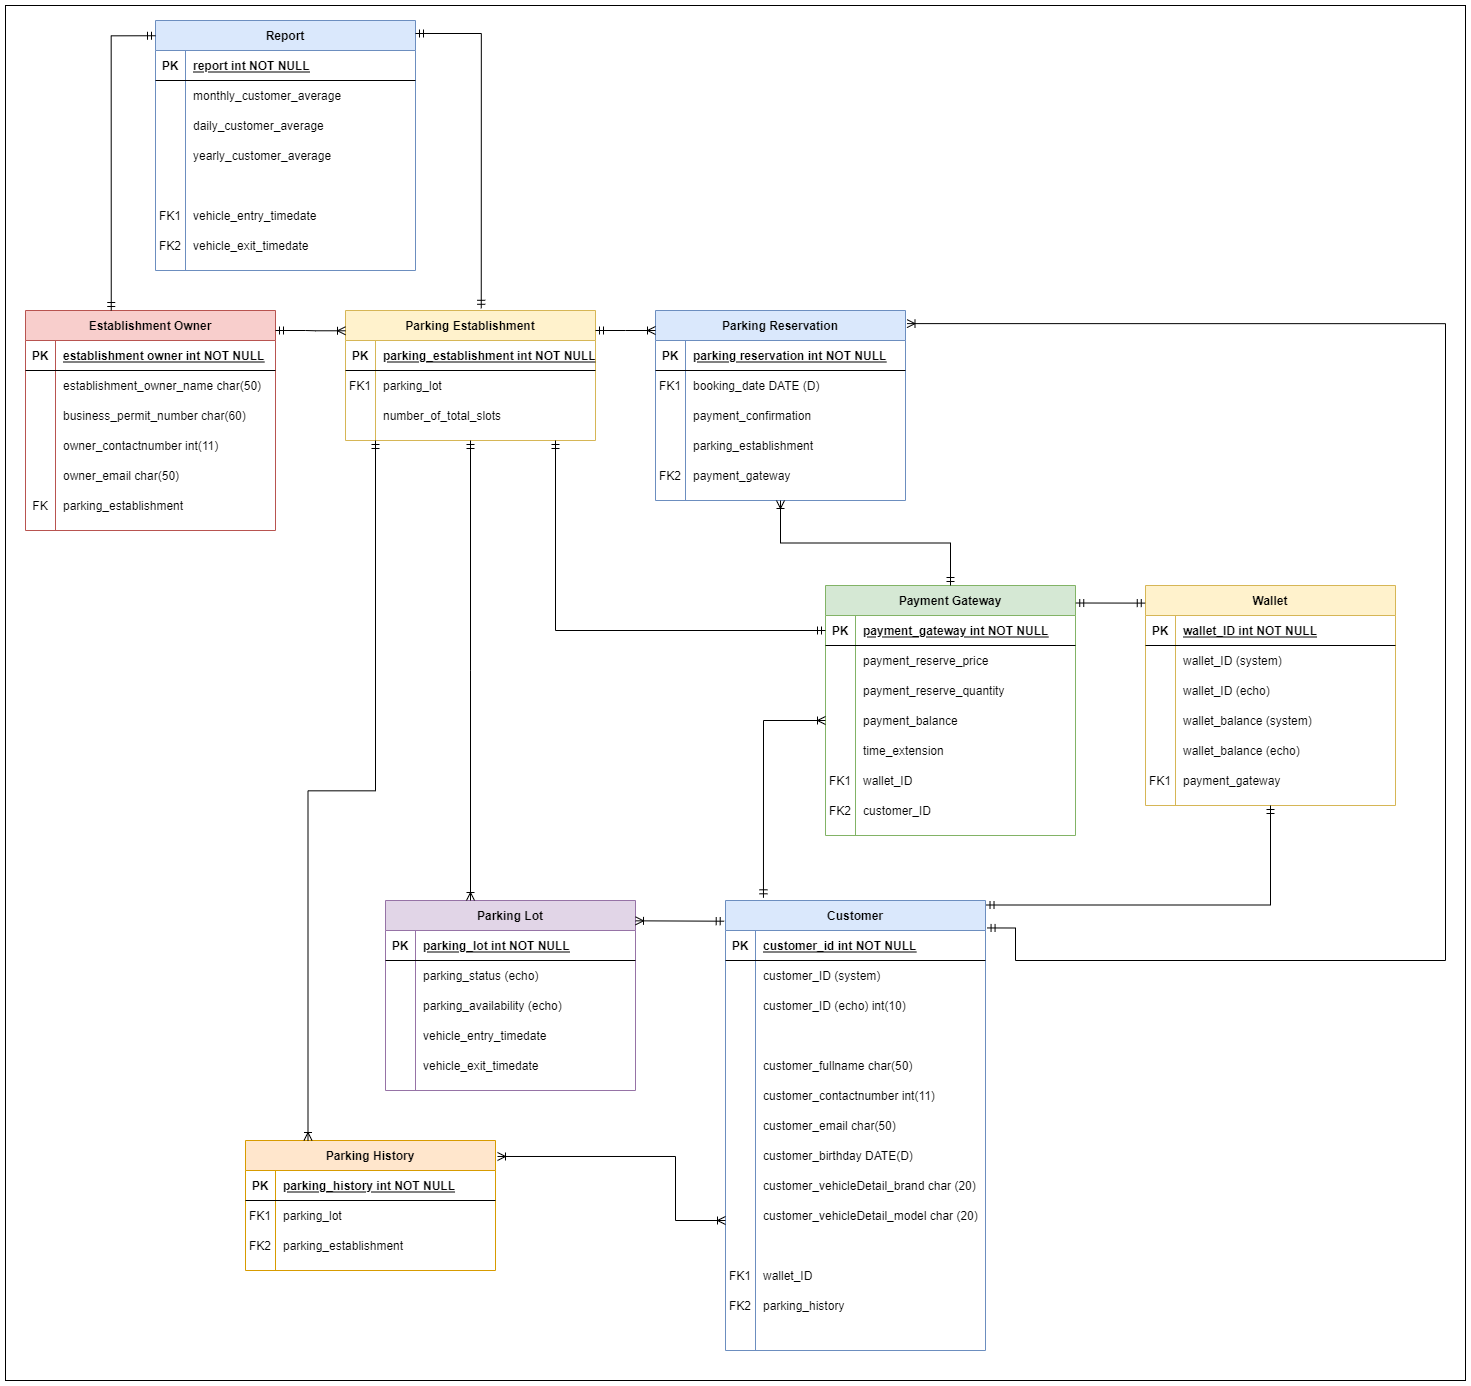 Report
PK report int NOT NULL
monthly_customer_average
daily_customer_average
yearly_customer_average
FK1 vehicle_entry_timedate
FK2 vehicle_exit_timedate
Establishment Owner
PK establishment owner int NOT NULL
establishment_owner_name char(50)
business_permit_number char(60)
owner_contactnumber int(11)
owner_email char(50)
FK parking_establishment
Parking Establishment
PK parking_establishment int NOT NULL
FK1 parking_lot
number_of_total_slots
Parking Reservation
PK parking reservation int NOT NULL
FK1 booking_date DATE (D)
payment_confirmation
parking_establishment
FK2 payment_gateway
Payment Gateway
PK payment_gateway int NOT NULL
payment_reserve_price
payment_reserve_quantity
payment_balance
time_extension
FK1 wallet_ID
FK2 customer_ID
Wallet
PK wallet_ID int NOT NULL
wallet_ID (system)
wallet_ID (echo)
wallet_balance (system)
wallet_balance (echo)
FK1 payment_gateway
Parking Lot
PK parking_lot int NOT NULL
parking_status (echo)
parking_availability (echo)
vehicle_entry_timedate
vehicle_exit_timedate
Customer
PK customer_id int NOT NULL
customer_ID (system)
customer_ID (echo) int(10)
customer_fullname char(50)
customer_contactnumber int(11)
customer_email char(50)
customer_birthday DATE(D)
customer_vehicleDetail_brand char (20)
customer_vehicleDetail_model char (20)
FK1 wallet_ID
FK2 parking_history
Parking History
PK parking_history int NOT NULL
FK1 parking_lot
FK2 parking_establishment